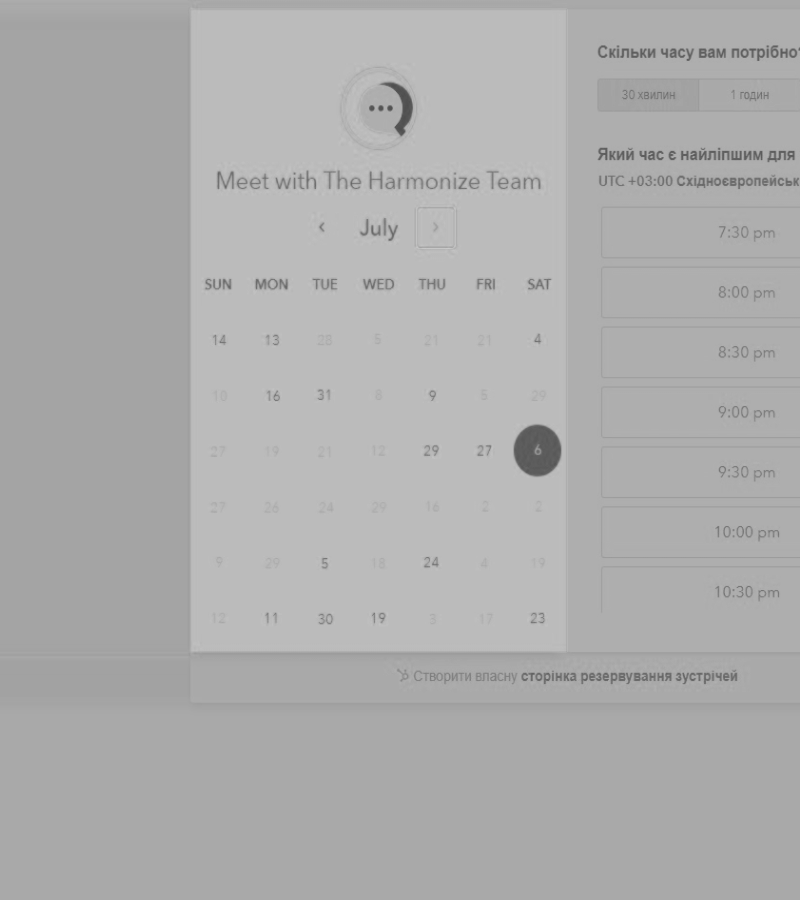 Meet with The Harmonize Team
July
SUN MON TUE WED THU FRI SAT
14 13 28 5 21 21 4
16 31 8 9 5 29
27 19 21 12 29 27 6
27 26 24 29 16 2 2
9 29 5 18 24 4 19
12 11 30 19 3 17 23
Скільки часу вам потрібно?
30 хвилин 1 годин
Який час є найліпшим для
UTC +03:00 Східноєвропейськ
7:30 pm
8:00 pm
8:30 pm
9:00 pm
9:30 pm
10:00 pm
10:30 pm
Створити власну сторінка резервування зустрічей